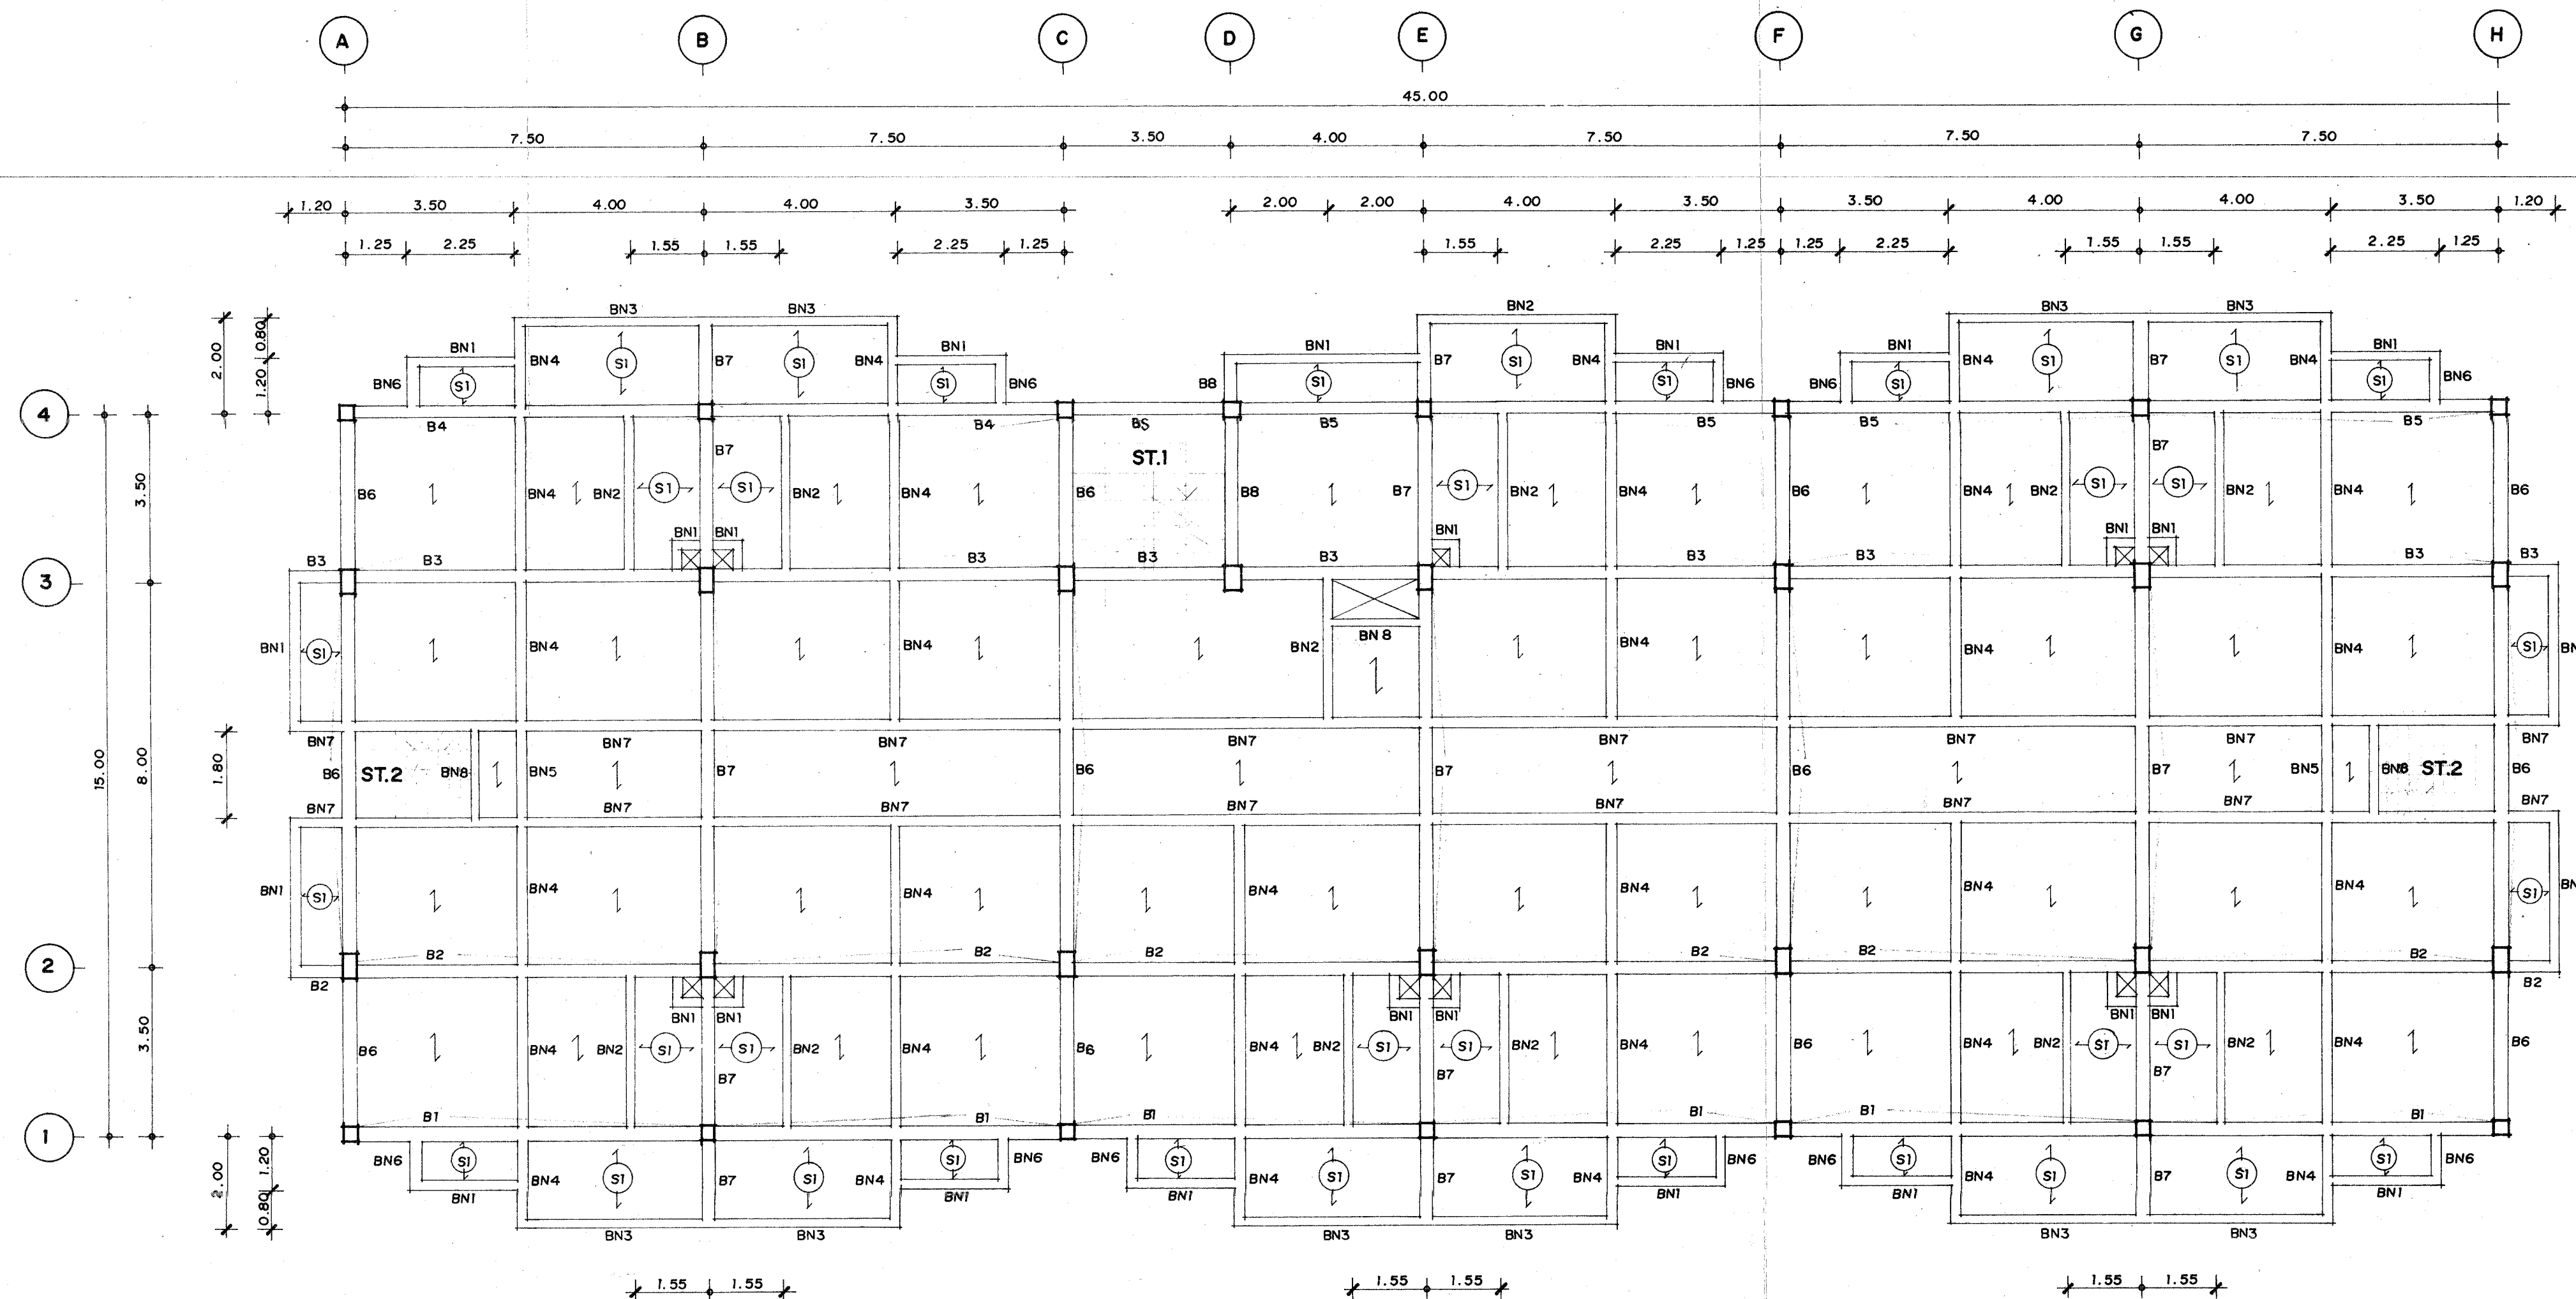 A B C D E F G H
45.00
7.50 7.50 3.50 4.00 7.50 7.50 7.50
1.20 3.50 4.00 4.00 3.50 2.00 2.00 4.00 3.50 3.50 4.00 4.00 3.50 1.20
1.25 2.25 1.55 1.55 2.25 1.25 1.55 2.25 1.25 1.25 2.25 1.55 1.55 2.25 1.25
BN3 BN3 BN2 BN3 BN3
2.00 0.80 BN1 BN4 S1 B7 S1 BN4 BN1 BN1 B7 S1 BN4 BN1 BN1 BN4 S1 B7 S1 BN4 BN1
1.20 BN6 S1 S1 BN6 B8 S1 S1 BN6 BN6 S1 S1 BN6
4
B4 B4 BS B5 B5 B5 B5
B7 ST.1 B7
3.50 B6 BN4 BN2 S1 S1 BN2 BN4 B6 B8 B7 S1 BN2 BN4 B6 BN4 BN2 S1 S1 BN2 BN4 B6
BN1 BN1 BN1 BN1 BN1
B3 B3 B3 B3 B3 B3 B3 B3 B3
3
BN8
BN1 S1 BN4 BN4 BN2 BN4 BN4 BN4 S1 BN
BN7 BN7 BN7 BN7 BN7 BN7 BN7 BN7
15.00 8.00 1.80 B6 ST.2 BN8 BN5 B7 B6 B7 B6 B7 BN5 BN8 ST.2 B6
BN7 BN7 BN7 BN7 BN7 BN7 BN7 BN7
BN1 S1 BN4 BN4 BN4 BN4 BN4 BN4 S1 BN
B2 B2 B2 B2 B2 B2
2
B2 B2
BN1 BN1 BN1 BN1 BN1 BN1
3.50 B6 BN4 BN2 S1 S1 BN2 BN4 B6 BN4 BN2 S1 S1 BN2 BN4 B6 BN4 BN2 S1 S1 BN2 BN4 B6
B7 B7 B7
B1 B1 B1 B1 B1 B1
1
1.20 BN6 S1 S1 BN6 BN6 S1 S1 BN6 BN6 S1 S1 BN6
2.00 0.80 BN1 BN4 S1 B7 S1 BN4 BN1 BN1 BN4 S1 B7 S1 BN4 BN1 BN1 BN4 S1 B7 S1 BN4 BN1
BN3 BN3 BN3 BN3 BN3 BN3
1.55 1.55 1.55 1.55 1.55 1.55